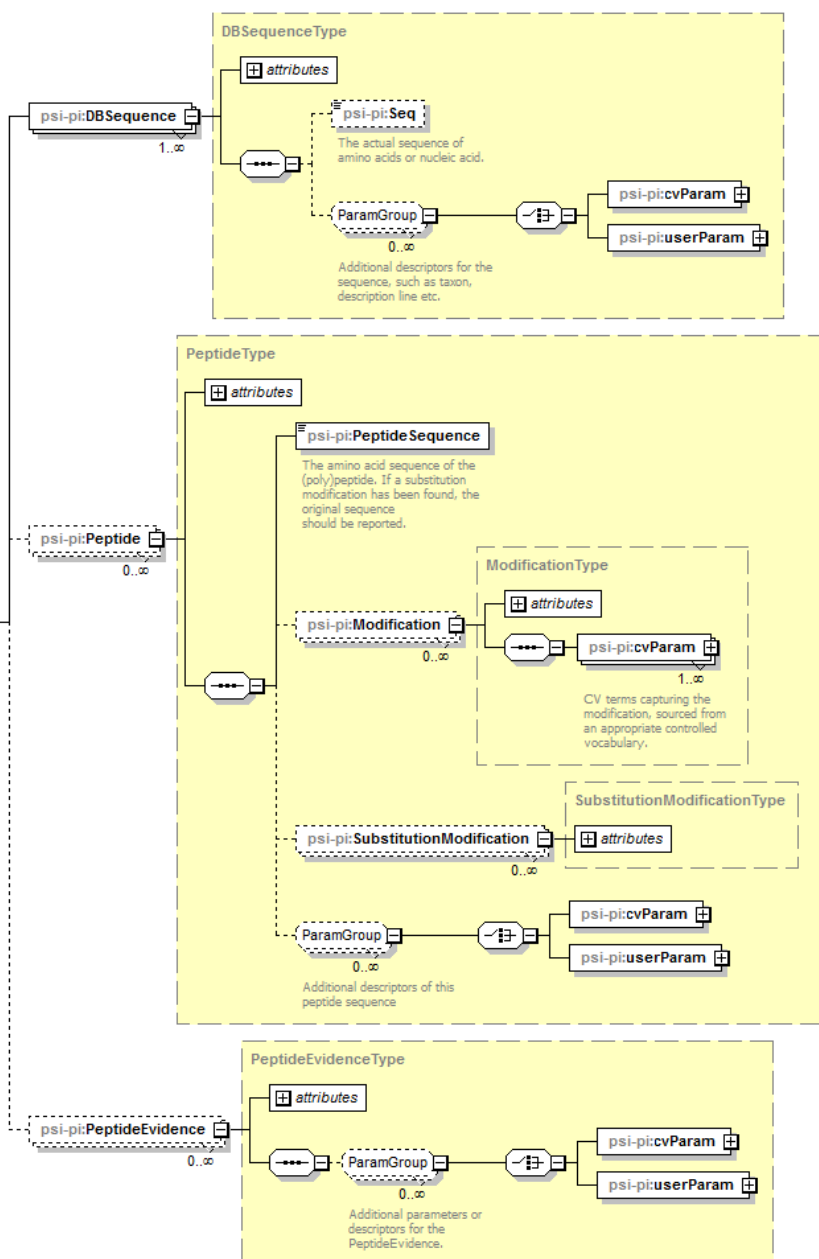 DBSequenceType
attributes
psi-pi:DBSequence
1..∞
psi-pi:Seq
The actual sequence of
amino acids or nucleic acid.
ParamGroup
0..∞
Additional descriptors for the
sequence, such as taxon,
description line etc.
psi-pi:cvParam
psi-pi:userParam
PeptideType
attributes
psi-pi:PeptideSequence
The amino acid sequence of the
(poly)peptide. If a substitution
modification has been found, the
original sequence
should be reported.
psi-pi:Peptide
0..∞
ModificationType
attributes
psi-pi:Modification
0..∞
psi-pi:cvParam
1..∞
CV terms capturing the
modification, sourced from
an appropriate controlled
vocabulary.
SubstitutionModificationType
psi-pi:SubstitutionModification
0..∞
attributes
ParamGroup
0..∞
Additional descriptors of this
peptide sequence
psi-pi:cvParam
psi-pi:userParam
PeptideEvidenceType
attributes
psi-pi:PeptideEvidence
0..∞
ParamGroup
0..∞
Additional parameters or
descriptors for the
PeptideEvidence.
psi-pi:cvParam
psi-pi:userParam